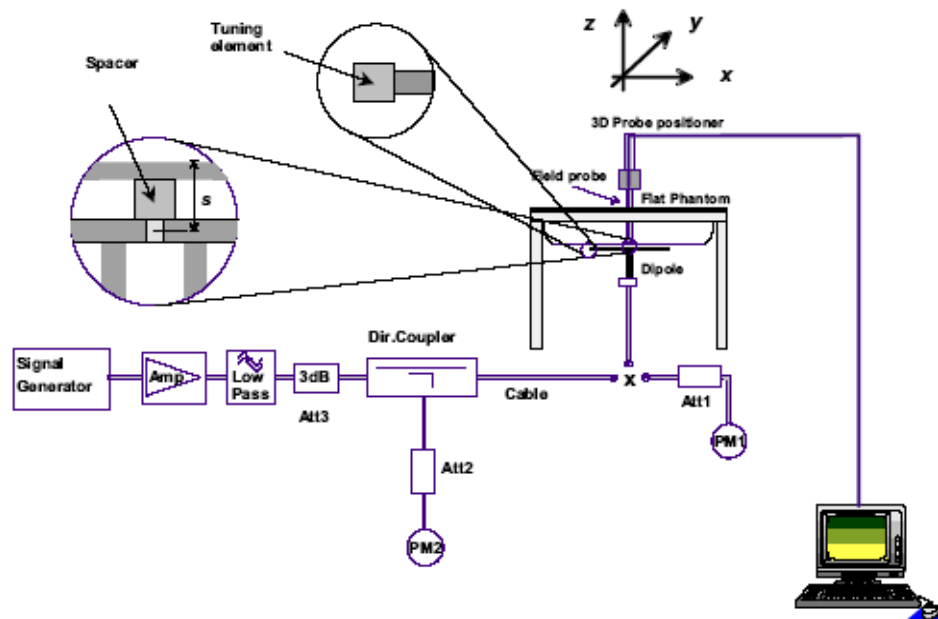 Tuning
element
Spacer
s
z
y
x
3D Probe positioner
Field probe
Flat Phantom
Dipole
Dir.Coupler
Signal
Generator
Amp
Low
Pass
3dB
Att3
Cable
x
Att1
PM1
Att2
PM2